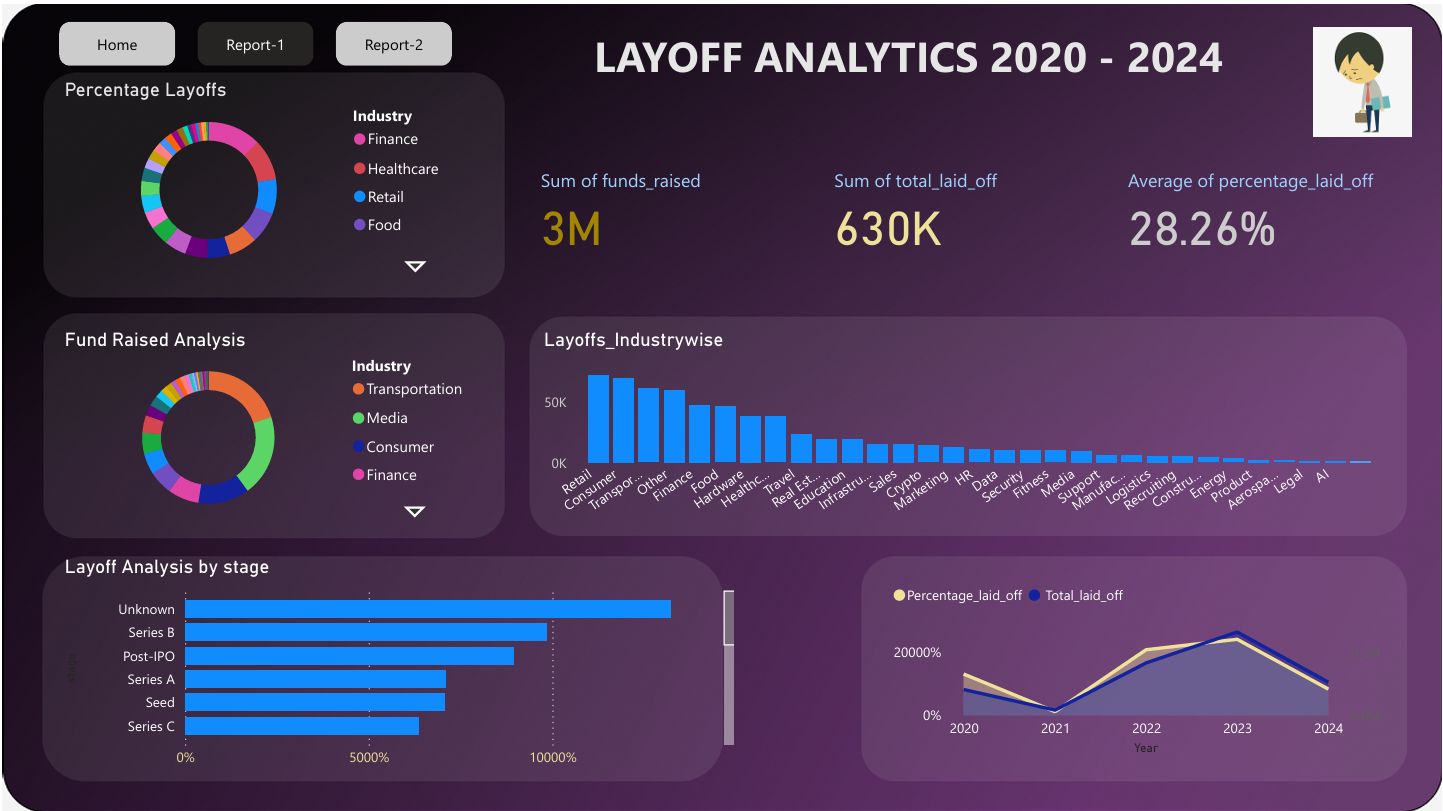 Home
Report-1
Report-2
LAYOFF ANALYTICS 2020 - 2024
Percentage Layoffs
Industry
Finance
Healthcare
Retail
Food
Sum of funds_raised
3M
Sum of total_laid_off
630K
Average of percentage_laid_off
28.26%
Fund Raised Analysis
Industry
Transportation
Media
Consumer
Finance
Layoffs_Industrywise
50K
0K
Retail
Consumer
Transpor...
Other
Finance
Food
Hardware
Healthc...
Travel
Real Est...
Education
Infrastru...
Sales
Crypto
Marketing
HR
Data
Security
Fitness
Media
Support
Manufac...
Logistics
Recruiting
Constru...
Energy
Product
Aerospa...
Legal
AI
Layoff Analysis by stage
stage
Unknown
Series B
Post-IPO
Series A
Seed
Series C
0% 5000% 10000%
Percentage_laid_off Total_laid_off
20000%
0%
2020 2021 2022 2023 2024
Year